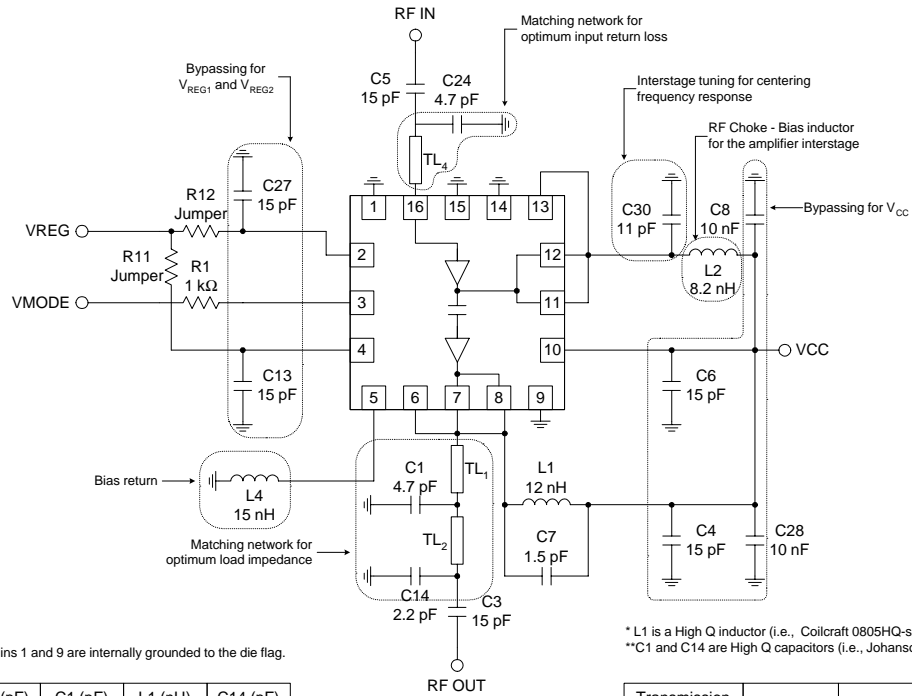 RF IN
Matching network for
optimum input return loss
C5
15 pF
C24
4.7 pF
Bypassing for
VREG1 and VREG2
Interstage tuning for centering
frequency response
RF Choke - Bias inductor
for the amplifier interstage
TL4
C27
15 pF
R12
Jumper
VREG
R11
Jumper
R1
1 kΩ
VMODE
C13
15 pF
1
16
15
14
13
2
3
4
12
11
10
5
6
7
8
9
C30
11 pF
C8
10 nF
Bypassing for VCC
L2
8.2 nH
VCC
C6
15 pF
Bias return
L4
15 nH
C1
4.7 pF
TL1
L1
12 nH
TL2
C7
1.5 pF
C4
15 pF
C28
10 nF
Matching network for
optimum load impedance
C14
2.2 pF
C3
15 pF
RF OUT
ins 1 and 9 are internally grounded to the die flag.
* L1 is a High Q inductor (i.e., Coilcraft 0805HQ-s
**C1 and C14 are High Q capacitors (i.e., Johanso
C1 (pF)
L1 (nH)
C14 (pF)
Transmission